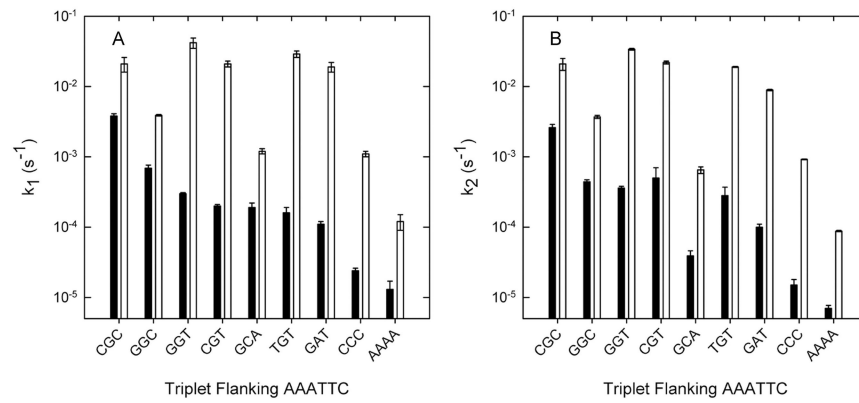 A
10⁻¹
10⁻²
10⁻³
10⁻⁴
10⁻⁵
k₁ (s⁻¹)
CGC
GGC
GGT
CGT
GCA
TGT
GAT
CCC
AAAA
Triplet Flanking AAATTC
B
10⁻¹
10⁻²
10⁻³
10⁻⁴
10⁻⁵
k₂ (s⁻¹)
CGC
GGC
GGT
CGT
GCA
TGT
GAT
CCC
AAAA
Triplet Flanking AAATTC